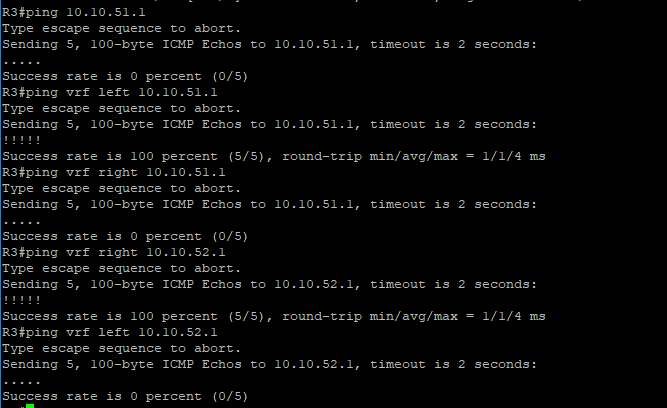 R3#ping 10.10.51.1
Type escape sequence to abort.
Sending 5, 100-byte ICMP Echos to 10.10.51.1, timeout is 2 seconds:
.....
Success rate is 0 percent (0/5)
R3#ping vrf left 10.10.51.1
Type escape sequence to abort.
Sending 5, 100-byte ICMP Echos to 10.10.51.1, timeout is 2 seconds:
!!!!!
Success rate is 100 percent (5/5), round-trip min/avg/max = 1/1/4 ms
R3#ping vrf right 10.10.51.1
Type escape sequence to abort.
Sending 5, 100-byte ICMP Echos to 10.10.51.1, timeout is 2 seconds:
.....
Success rate is 0 percent (0/5)
R3#ping vrf right 10.10.52.1
Type escape sequence to abort.
Sending 5, 100-byte ICMP Echos to 10.10.52.1, timeout is 2 seconds:
!!!!!
Success rate is 100 percent (5/5), round-trip min/avg/max = 1/1/4 ms
R3#ping vrf left 10.10.52.1
Type escape sequence to abort.
Sending 5, 100-byte ICMP Echos to 10.10.52.1, timeout is 2 seconds:
.....
Success rate is 0 percent (0/5)